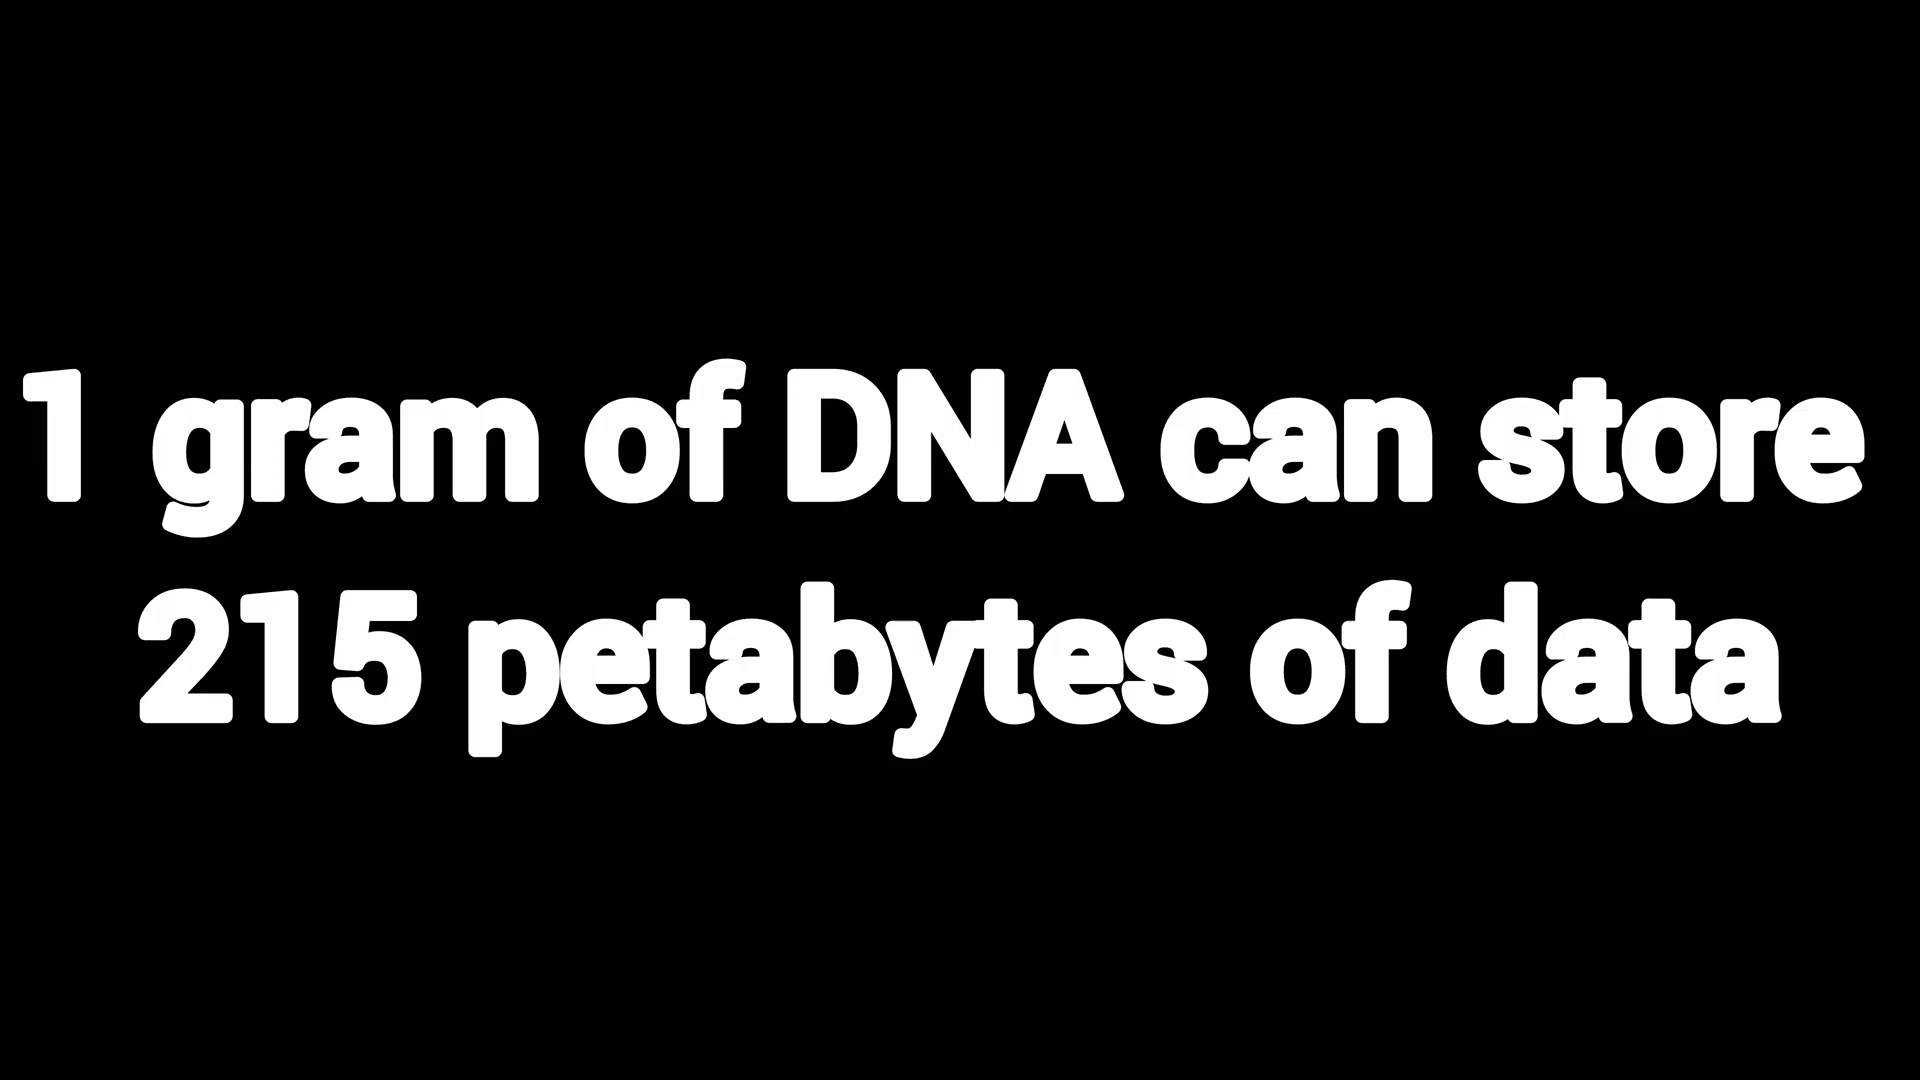 1 gram of DNA can store
215 petabytes of data